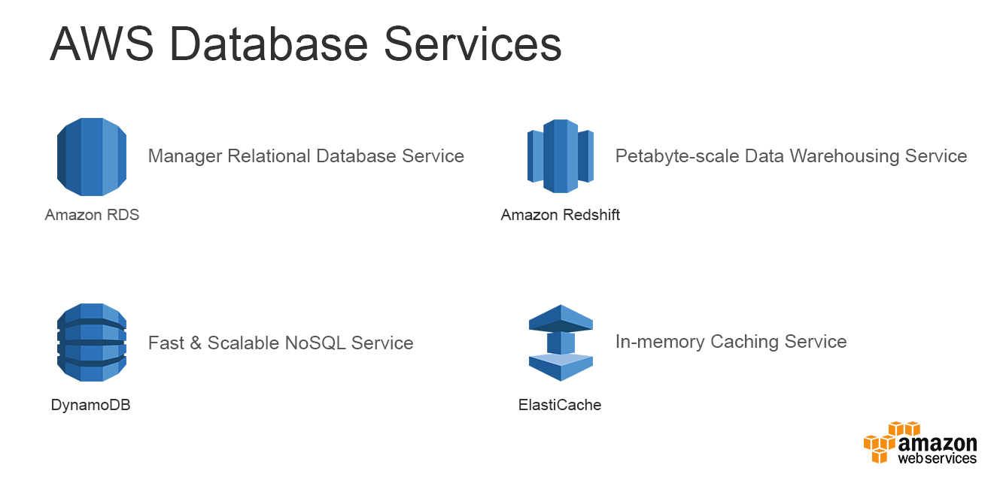 AWS Database Services
Manager Relational Database Service
Amazon RDS
Petabyte-scale Data Warehousing Service
Amazon Redshift
Fast & Scalable NoSQL Service
DynamoDB
In-memory Caching Service
ElastiCache
amazon
web services